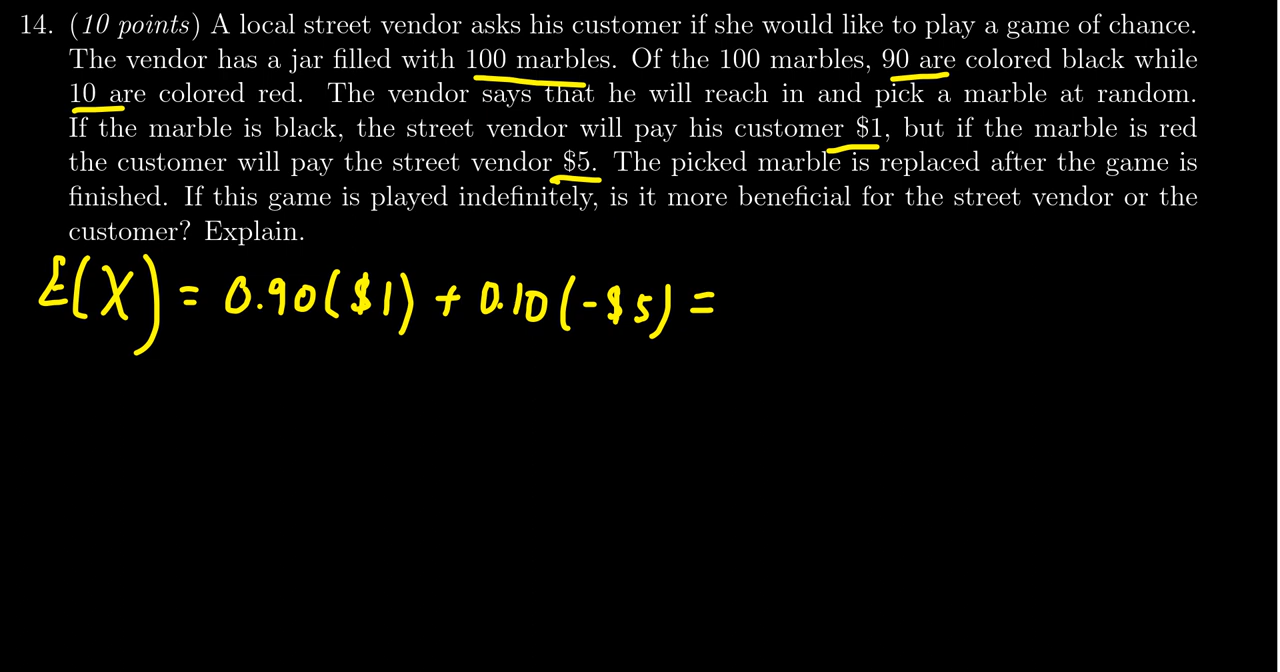 14. (10 points) A local street vendor asks his customer if she would like to play a game of chance.
The vendor has a jar filled with 100 marbles. Of the 100 marbles, 90 are colored black while
10 are colored red. The vendor says that he will reach in and pick a marble at random.
If the marble is black, the street vendor will pay his customer $1, but if the marble is red
the customer will pay the street vendor $5. The picked marble is replaced after the game is
finished. If this game is played indefinitely, is it more beneficial for the street vendor or the
customer? Explain.
E(X) = 0.90($1) + 0.10(-$5) =